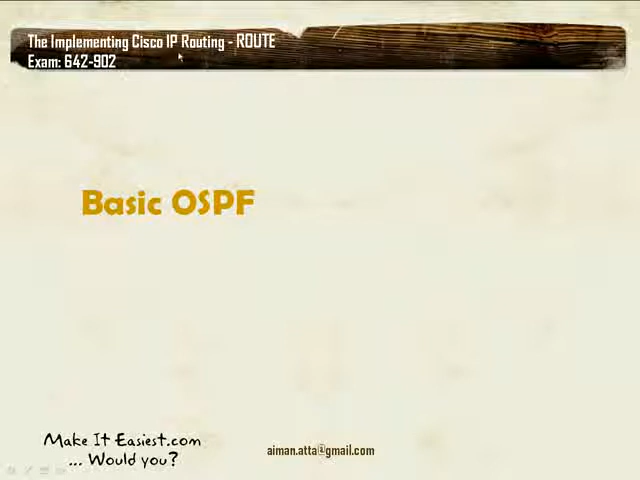 The Implementing Cisco IP Routing - ROUTE
Exam: 642-902
Basic OSPF
Make It Easiest.com
... Would you?
aiman.atta@gmail.com